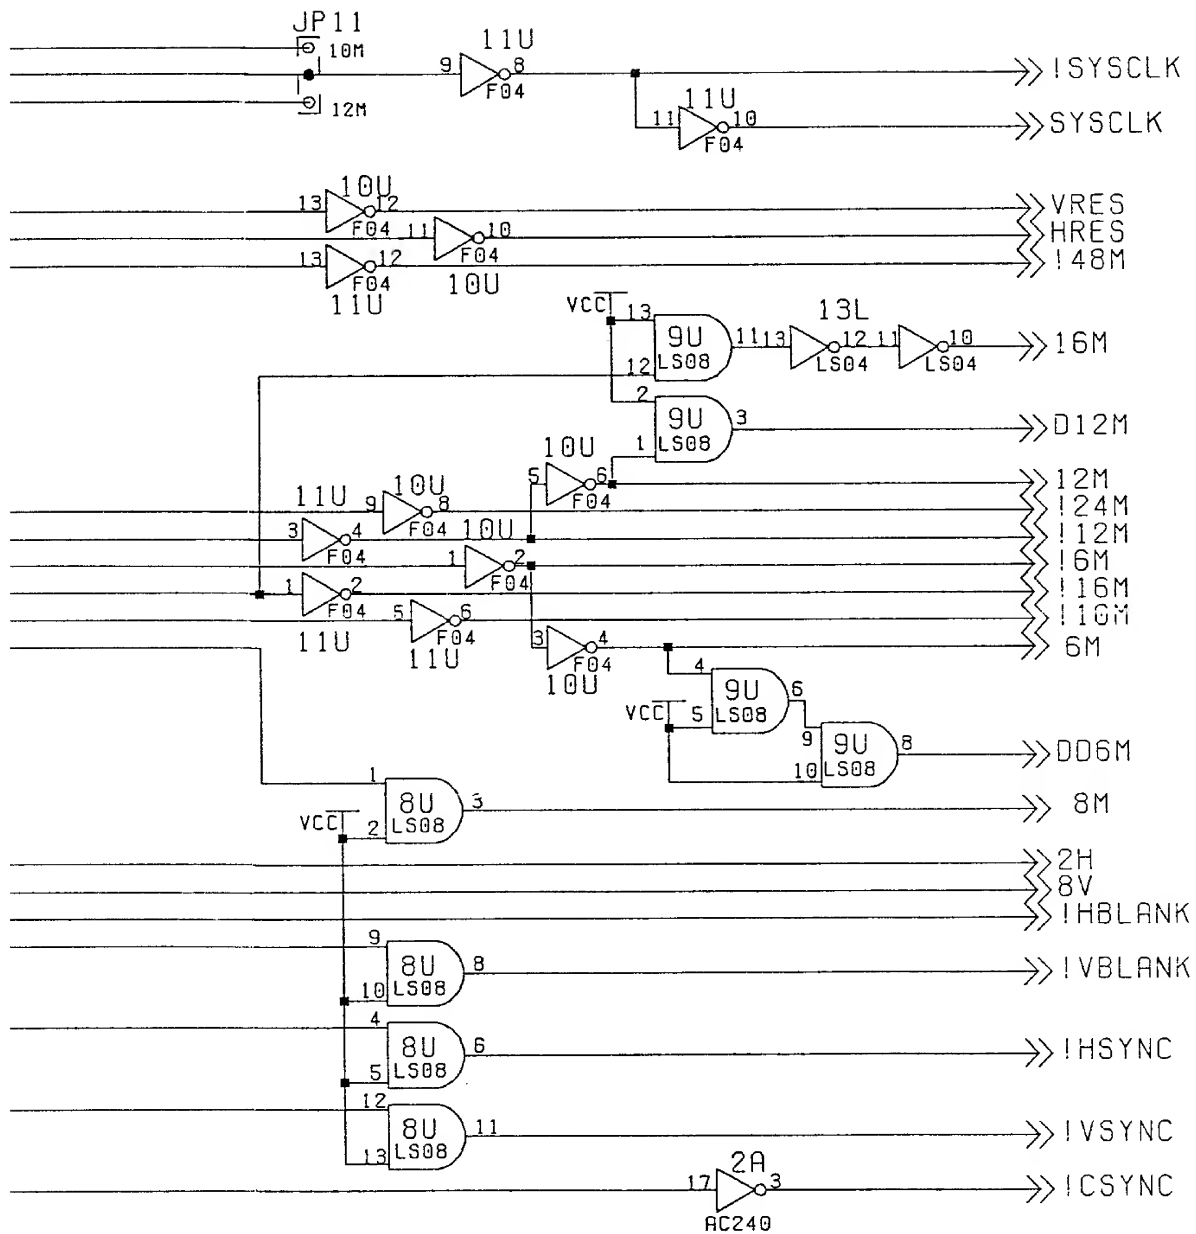 JP11
10M
11U
9 8
F04
!SYSCLK
12M
11U
11 10
F04
SYSCLK
10U
13 12
F04
VRES
11 10
F04
HRES
13 12
F04
!48M
11U
10U
VCC
13
9U
LS08
12
11
13L
13 12
LS04
11 10
LS04
16M
2
9U
LS08
1
3
D12M
10U
5 6
F04
12M
11U
10U
9 8
F04
!24M
3 4
F04
10U
!12M
1 2
F04
!6M
1 2
F04
!16M
5 6
F04
!10M
11U
11U
3 4
F04
6M
10U
4
9U
LS08
VCC
5
6
9
9U
LS08
10
8
DD6M
1
8U
LS08
VCC
2
3
8M
2H
8V
!HBLANK
9
8U
LS08
10
8
!VBLANK
4
8U
LS08
5
6
!HSYNC
12
8U
LS08
13
11
!VSYNC
2A
17 3
AC240
!CSYNC